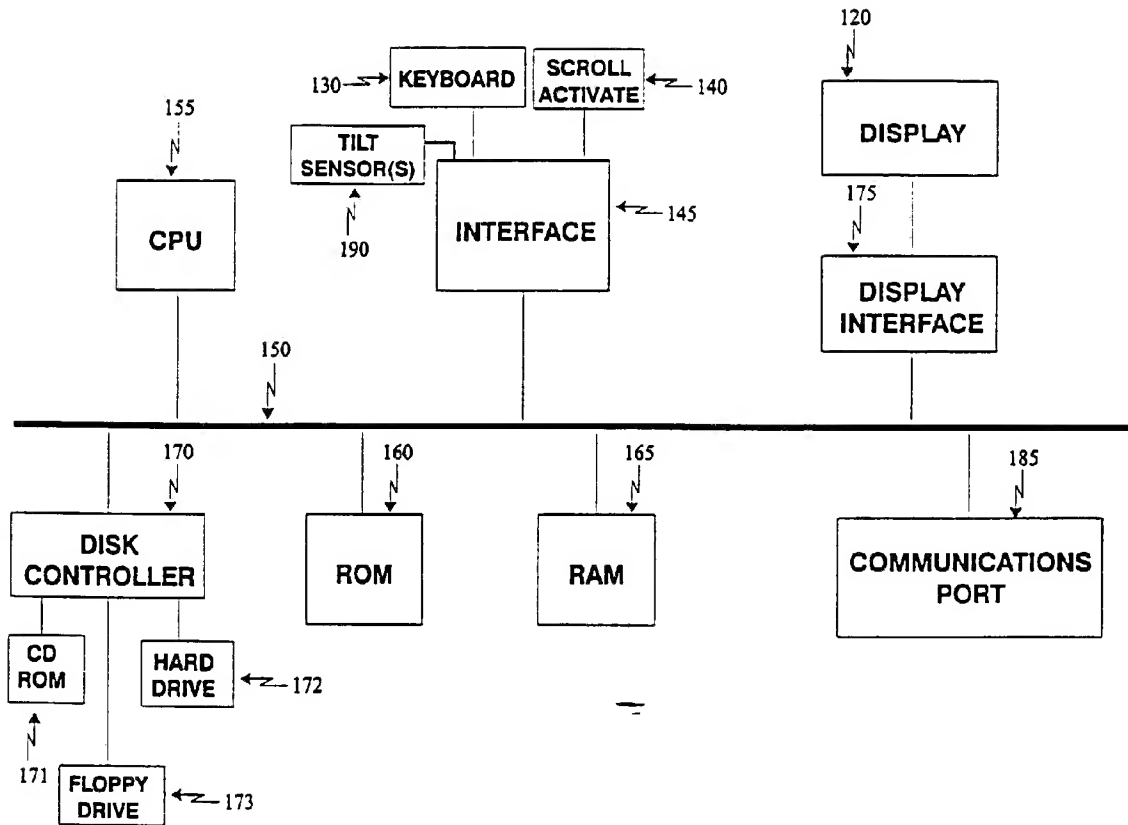 120
130
KEYBOARD
SCROLL
ACTIVATE
140
155
TILT
SENSOR(S)
DISPLAY
175
CPU
190
INTERFACE
145
DISPLAY
INTERFACE
150
170
160
165
185
DISK
CONTROLLER
ROM
RAM
COMMUNICATIONS
PORT
CD
ROM
HARD
DRIVE
172
171
FLOPPY
DRIVE
173